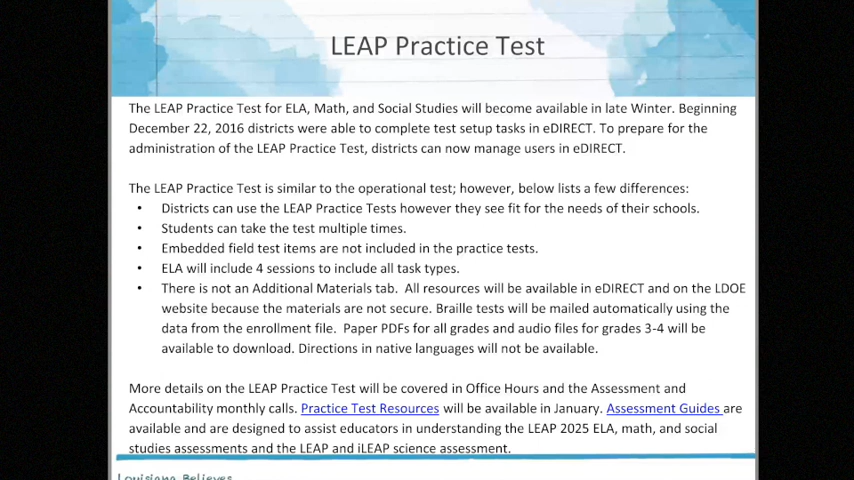 LEAP Practice Test
The LEAP Practice Test for ELA, Math, and Social Studies will become available in late Winter. Beginning
December 22, 2016 districts were able to complete test setup tasks in eDIRECT. To prepare for the
administration of the LEAP Practice Test, districts can now manage users in eDIRECT.
The LEAP Practice Test is similar to the operational test; however, below lists a few differences:
• Districts can use the LEAP Practice Tests however they see fit for the needs of their schools.
• Students can take the test multiple times.
• Embedded field test items are not included in the practice tests.
• ELA will include 4 sessions to include all task types.
• There is not an Additional Materials tab. All resources will be available in eDIRECT and on the LDOE
website because the materials are not secure. Braille tests will be mailed automatically using the
data from the enrollment file. Paper PDFs for all grades and audio files for grades 3-4 will be
available to download. Directions in native languages will not be available.
More details on the LEAP Practice Test will be covered in Office Hours and the Assessment and
Accountability monthly calls. Practice Test Resources will be available in January. Assessment Guides are
available and are designed to assist educators in understanding the LEAP 2025 ELA, math, and social
studies assessments and the LEAP and iLEAP science assessment.
Louisiana Believes